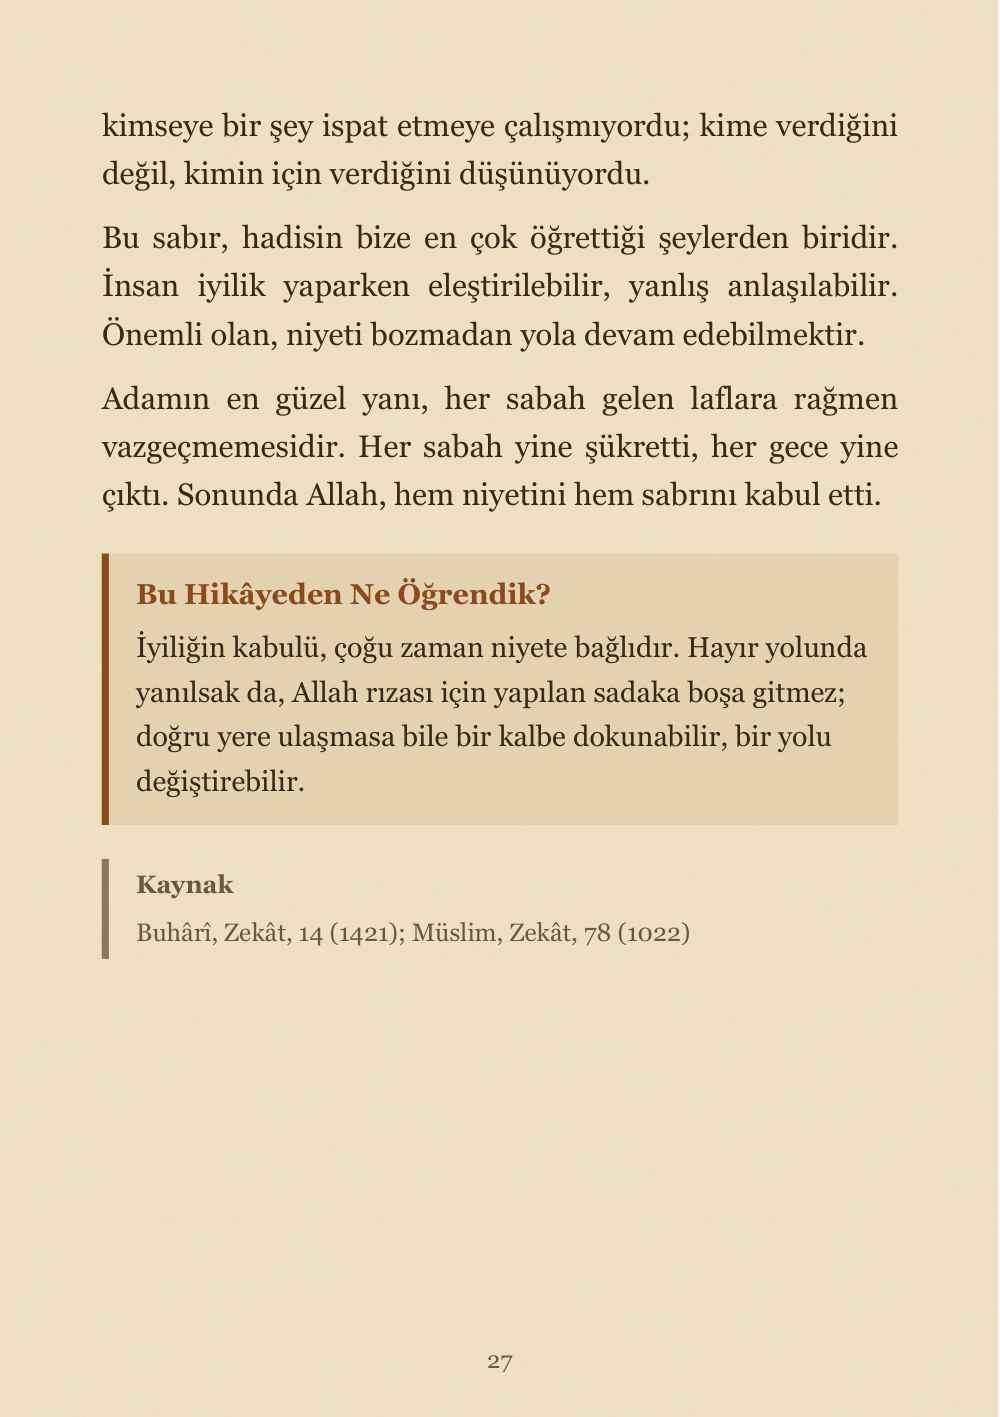 kimseye bir şey ispat etmeye çalışmıyordu; kime verdiğini
değil, kimin için verdiğini düşünüyordu.
Bu sabır, hadisin bize en çok öğrettiği şeylerden biridir.
İnsan iyilik yaparken eleştirilebilir, yanlış anlaşılabilir.
Önemli olan, niyeti bozmadan yola devam edebilmektir.
Adamın en güzel yanı, her sabah gelen laflara rağmen
vazgeçmemesidir. Her sabah yine şükretti, her gece yine
çıktı. Sonunda Allah, hem niyetini hem sabrını kabul etti.
Bu Hikâyeden Ne Öğrendik?
İyiliğin kabulü, çoğu zaman niyete bağlıdır. Hayır yolunda
yanılsak da, Allah rızası için yapılan sadaka boşa gitmez;
doğru yere ulaşmasa bile bir kalbe dokunabilir, bir yolu
değiştirebilir.
Kaynak
Buhârî, Zekât, 14 (1421); Müslim, Zekât, 78 (1022)
27